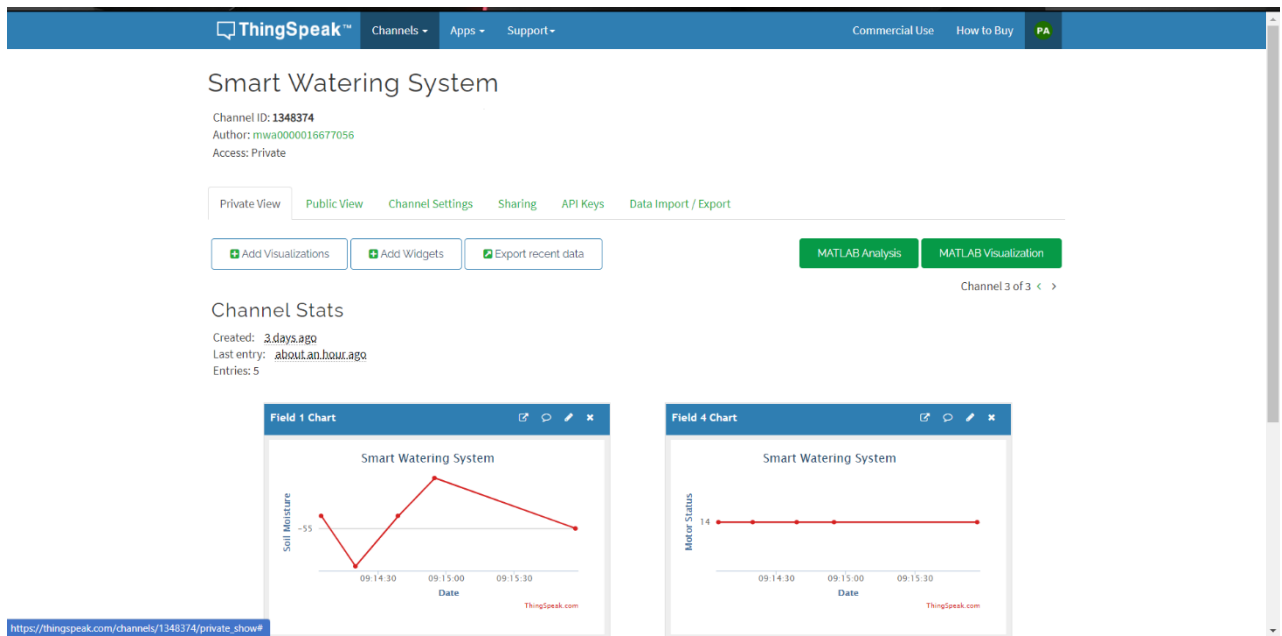 ThingSpeak™ Channels Apps Support Commercial Use How to Buy PA
Smart Watering System
Channel ID: 1348374
Author: mwa0000016677056
Access: Private
Private View Public View Channel Settings Sharing API Keys Data Import / Export
Add Visualizations Add Widgets Export recent data MATLAB Analysis MATLAB Visualization
Channel 3 of 3 < >
Channel Stats
Created: 3 days ago
Last entry: about an hour ago
Entries: 5
Field 1 Chart
Smart Watering System
Soil Moisture
-55
09:14:30 09:15:00 09:15:30
Date
ThingSpeak.com
Field 4 Chart
Smart Watering System
Motor Status
14
09:14:30 09:15:00 09:15:30
Date
ThingSpeak.com
https://thingspeak.com/channels/1348374/private_show#